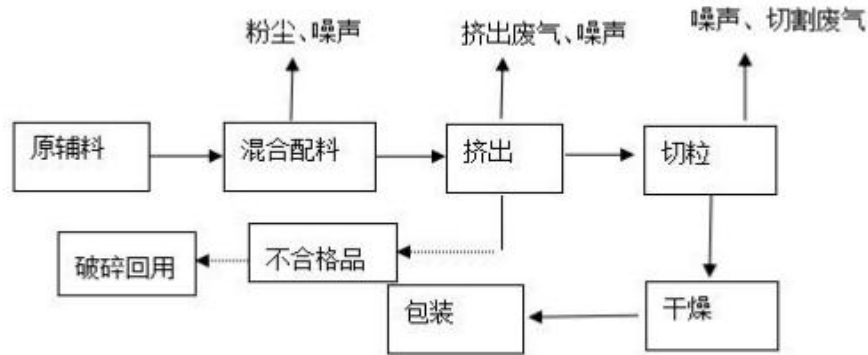 粉尘、噪声
挤出废气、噪声
噪声、切割废气
原辅料
混合配料
挤出
切粒
破碎回用
不合格品
包装
干燥